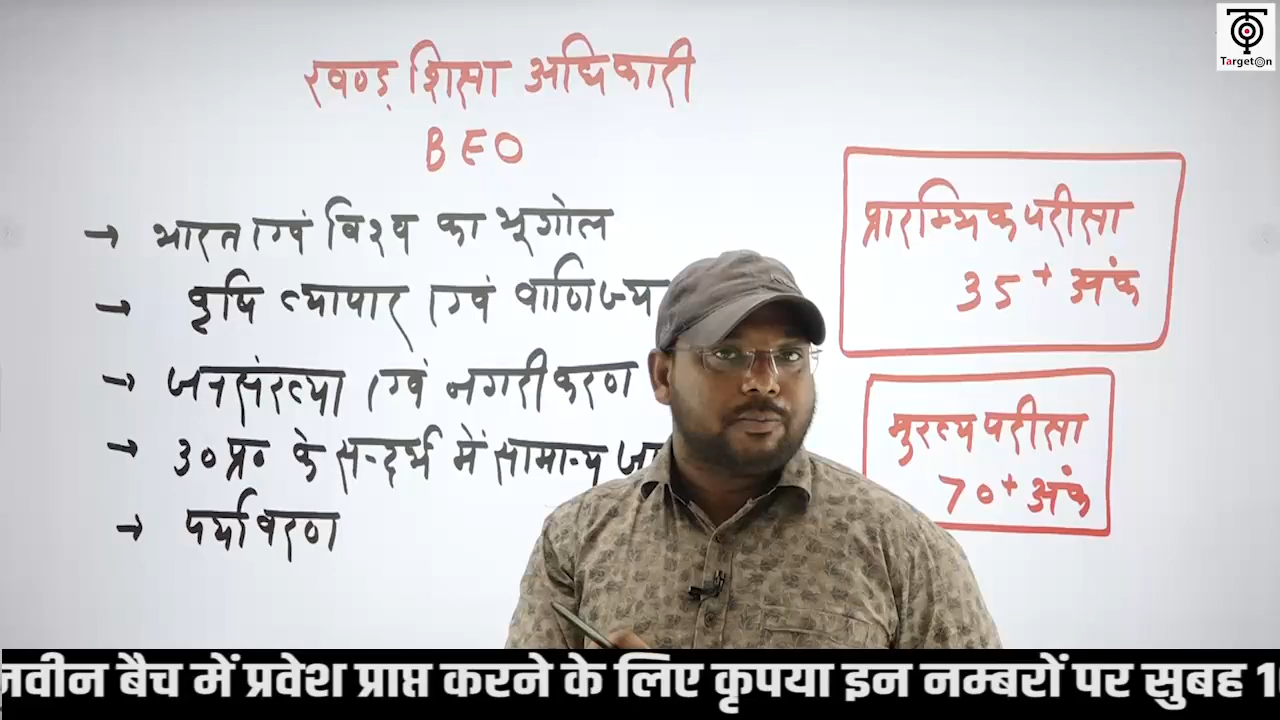 खण्ड शिक्षा अधिकारी
BEO
→ भारत एवं विश्व का भूगोल
→ कृषि व्यापार एवं वाणिज्य
→ जनसंख्या एवं नगरीकरण
→ उ०प्र० के सन्दर्भ में सामान्य
→ पर्यावरण
प्रारम्भिक परीक्षा
35+ अंक
मुख्य परीक्षा
70+ अंक
TargetOn
नवीन बैच में प्रवेश प्राप्त करने के लिए कृपया इन नम्बरों पर सुबह